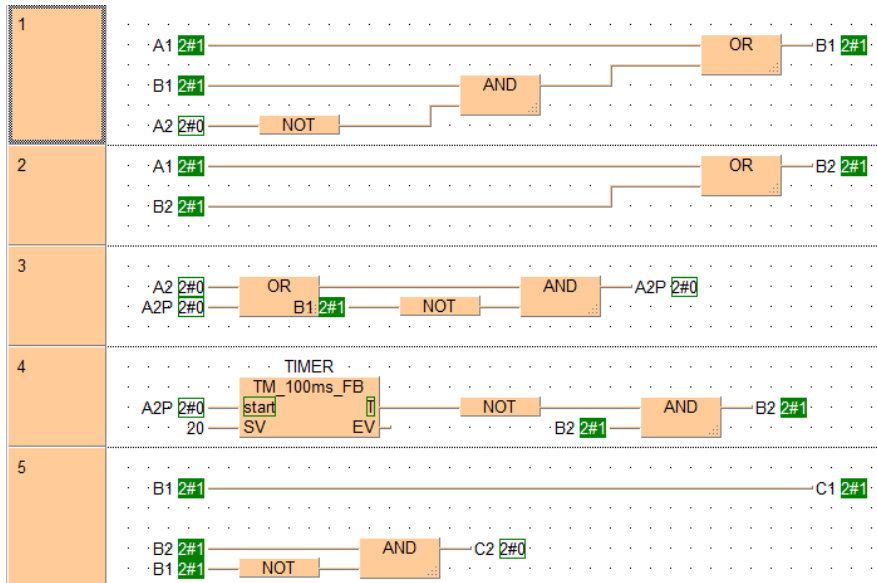 1
A1 2#1 OR B1 2#1
B1 2#1 AND
A2 2#0 NOT
2
A1 2#1 OR B2 2#1
B2 2#1
3
A2 2#0 OR AND A2P 2#0
A2P 2#0 B1 2#1 NOT
4
TIMER
TM_100ms_FB
A2P 2#0 start T NOT AND B2 2#1
20 SV EV B2 2#1
5
B1 2#1 C1 2#1
B2 2#1 AND C2 2#0
B1 2#1 NOT